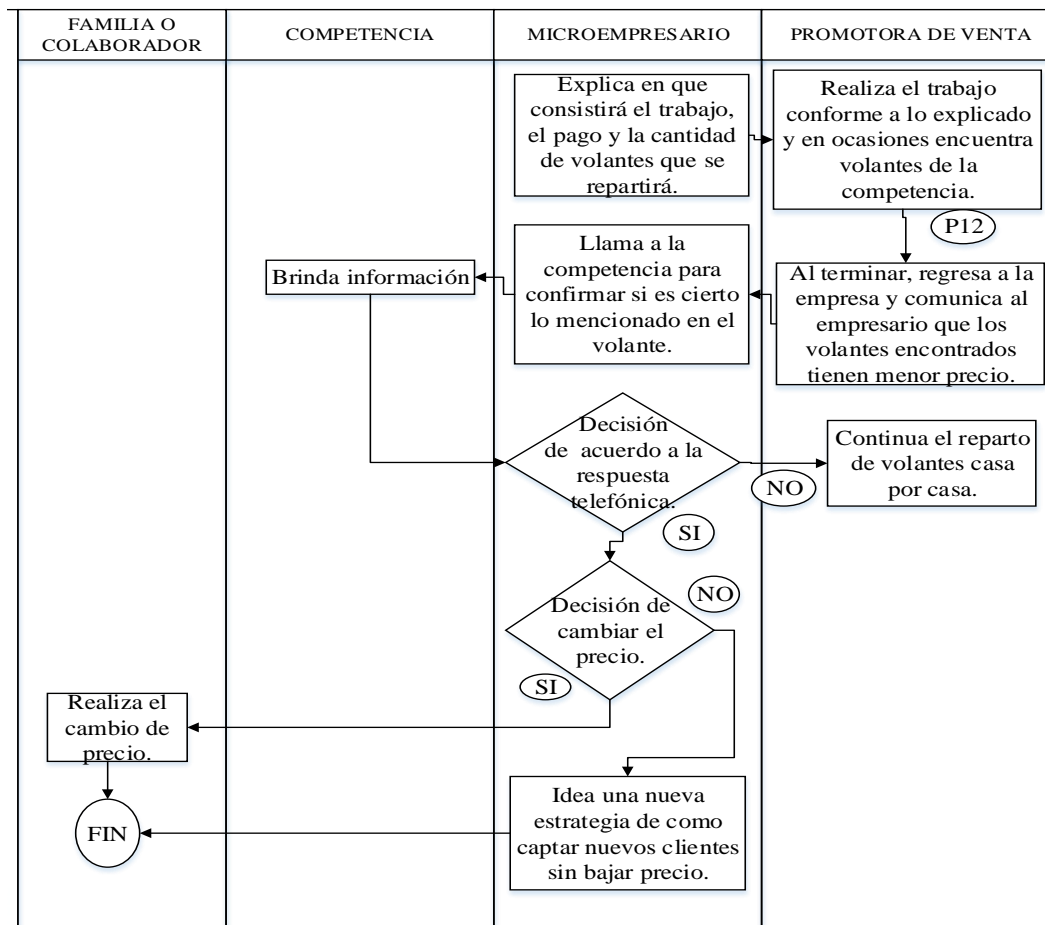 FAMILIA O
COLABORADOR
COMPETENCIA
MICROEMPRESARIO
PROMOTORA DE VENTA
Explica en que
consistirá el trabajo,
el pago y la cantidad
de volantes que se
repartirá.
Realiza el trabajo
conforme a lo explicado
y en ocasiones encuentra
volantes de la
competencia.
P12
Al terminar, regresa a la
empresa y comunica al
empresario que los
volantes encontrados
tienen menor precio.
Llama a la
competencia para
confirmar si es cierto
lo mencionado en el
volante.
Brinda información
Decisión
de acuerdo a la
respuesta
telefónica.
NO
Continua el reparto
de volantes casa
por casa.
SI
Decisión de
cambiar el
precio.
NO
SI
Realiza el
cambio de
precio.
Idea una nueva
estrategia de como
captar nuevos clientes
sin bajar precio.
FIN